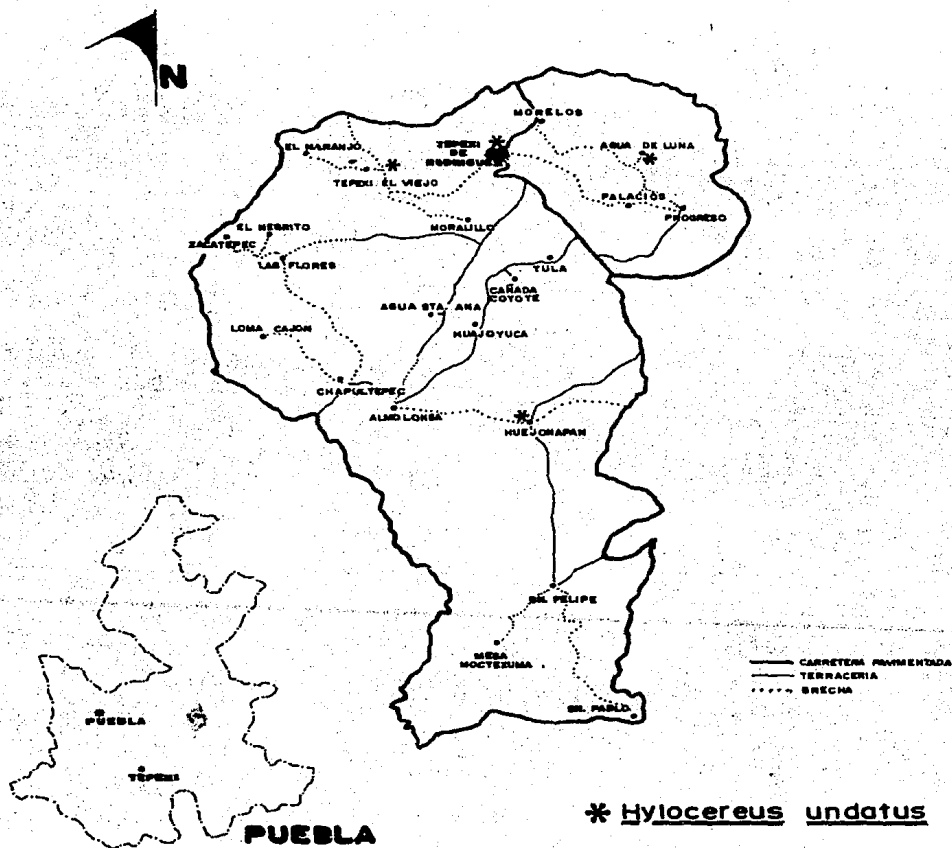 N
MORELOS
EL NARANJO
TEPEXI
DE
RODRIGUEZ
AGUA DE LUNA
TEPEXI EL VIEJO
PALACIOS
PROGRESO
MORALILLO
EL NEGRITO
ZACATEPEC
LAS FLORES
TULA
CAÑADA
COYOTE
AGUA STA ANA
HUAJOYUCA
LOMA CAJON
CHAPULTEPEC
ALMOLONGA
HUEJONAPAN
SN. FELIPE
MESA
MOCTEZUMA
SN. PABLO
CARRETERA PAVIMENTADA
TERRACERIA
BRECHA
PUEBLA
TEPEXI
PUEBLA
* Hylocereus undatus